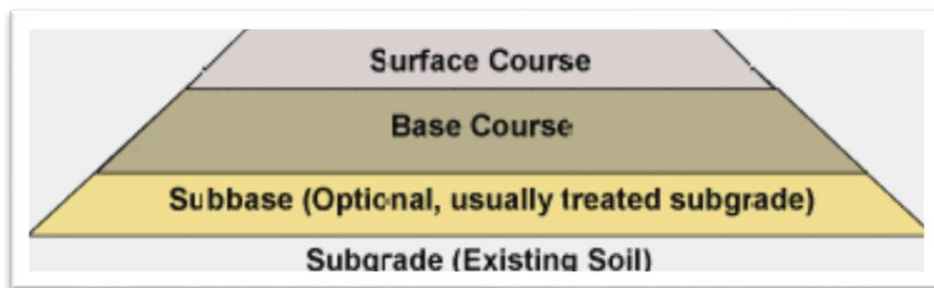 Surface Course
Base Course
Subbase (Optional, usually treated subgrade)
Subgrade (Existing Soil)